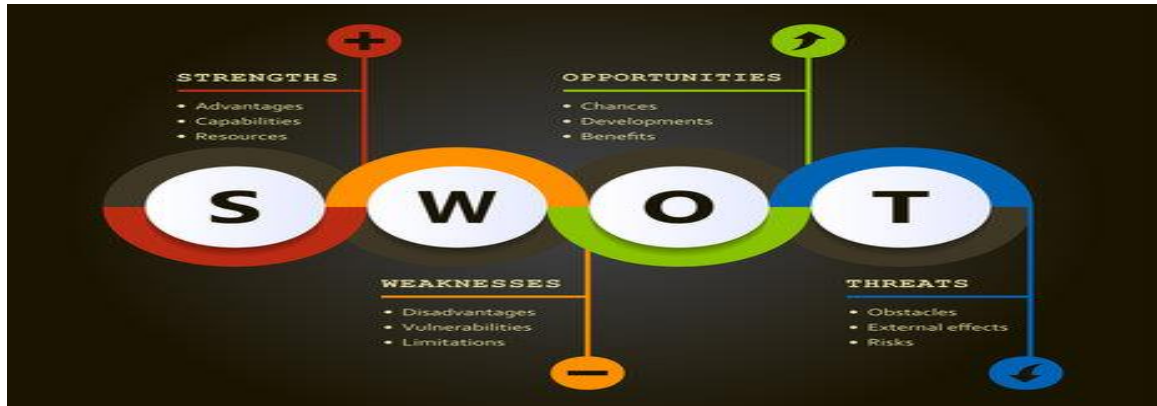 STRENGTHS
• Advantages
• Capabilities
• Resources
OPPORTUNITIES
• Chances
• Developments
• Benefits
S W O T
WEAKNESSES
• Disadvantages
• Vulnerabilities
• Limitations
THREATS
• Obstacles
• External effects
• Risks